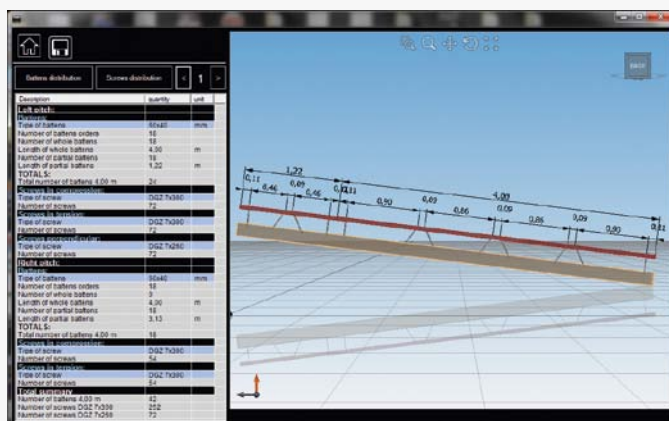 Battens distribution
Screws distribution
<
1
>
Description quantity unit
Left pitch:
Battens:
Type of battens 60x40 mm
Number of battens orders 18
Number of whole battens 18
Length of whole battens 4,00 m
Number of partial battens 18
Length of partial battens 1,22 m
TOTALS:
Total number of battens 4,00 m 24
Screws in compression:
Type of screw DGZ 7x300
Number of screws 72
Screws in tension:
Type of screw DGZ 7x300
Number of screws 72
Screws perpendicular:
Type of screw DGZ 7x260
Number of screws 72
Right pitch:
Battens:
Type of battens 60x40 mm
Number of battens orders 18
Number of whole battens 0
Length of whole battens 4,00 m
Number of partial battens 18
Length of partial battens 3,13 m
TOTALS:
Total number of battens 4,00 m 18
Screws in compression:
Type of screw DGZ 7x300
Number of screws 54
Screws in tension:
Type of screw DGZ 7x300
Number of screws 54
Total summary
Number of battens 4,00 m 42
Number of screws DGZ 7x300 252
Number of screws DGZ 7x260 72
BACK
1,22
4,00
0,11
0,46
0,09
0,46
0,11
0,90
0,09
0,86
0,09
0,86
0,09
0,90
0,11